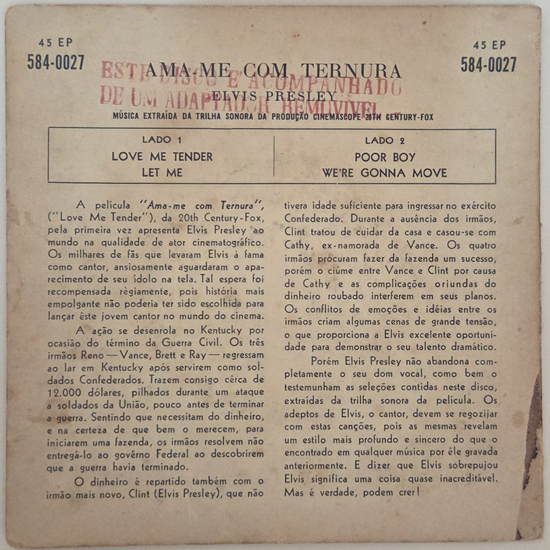 45 EP
584-0027
45 EP
584-0027
AMA-ME COM TERNURA
ESTE DISCO É ACOMPANHADO
DE UM ADAPTADOR REMOVIVEL
ELVIS PRESLEY
MÚSICA EXTRAÍDA DA TRILHA SONORA DA PRODUÇÃO CINEMASCOPE 20TH CENTURY-FOX
LADO 1
LOVE ME TENDER
LET ME
LADO 2
POOR BOY
WE'RE GONNA MOVE
A película "Ama-me com Ternura",
("Love Me Tender"), da 20th Century-Fox,
pela primeira vez apresenta Elvis Presley ao
mundo na qualidade de ator cinematográfico.
Os milhares de fãs que levaram Elvis à fama
como cantor, ansiosamente aguardaram o apa-
recimento de seu ídolo na tela. Tal espera foi
recompensada règiamente, pois história mais
empolgante não poderia ter sido escolhida para
lançar êste jovem cantor no mundo do cinema.
A ação se desenrola no Kentucky por
ocasião do término da Guerra Civil. Os três
irmãos Reno — Vance, Brett e Ray — regressam
ao lar em Kentucky após servirem como sol-
dados Confederados. Trazem consigo cêrca de
12.000 dólares, pilhados durante um ataque
a soldados da União, pouco antes de terminar
a guerra. Sentindo que necessitam do dinheiro,
e na certeza de que bem o merecem, para
iniciarem uma fazenda, os irmãos resolvem não
entregá-lo ao govêrno Federal ao descobrirem
que a guerra havia terminado.
O dinheiro é repartido também com o
irmão mais novo, Clint (Elvis Presley), que não
tivera idade suficiente para ingressar no exército
Confederado. Durante a ausência dos irmãos,
Clint tratou de cuidar da casa e casou-se com
Cathy, ex-namorada de Vance. Os quatro
irmãos procuram fazer da fazenda um sucesso,
porém o ciúme entre Vance e Clint por causa
de Cathy e as complicações oriundas do
dinheiro roubado interferem em seus planos.
Os conflitos de emoções e idéias entre os
irmãos criam algumas cenas de grande tensão,
o que proporciona a Elvis excelente oportuni-
dade para demonstrar o seu talento dramático.
Porém Elvis Presley não abandona com-
pletamente o seu dom vocal, como bem o
testemunham as seleções contidas neste disco,
extraídas da trilha sonora da película. Os
adeptos de Elvis, o cantor, devem se regozijar
com estas canções, pois as mesmas revelam
um estilo mais profundo e sincero do que o
encontrado em qualquer música por êle gravada
anteriormente. E dizer que Elvis sobrepujou
Elvis significa uma coisa quase inacreditável.
Mas é verdade, podem crer!